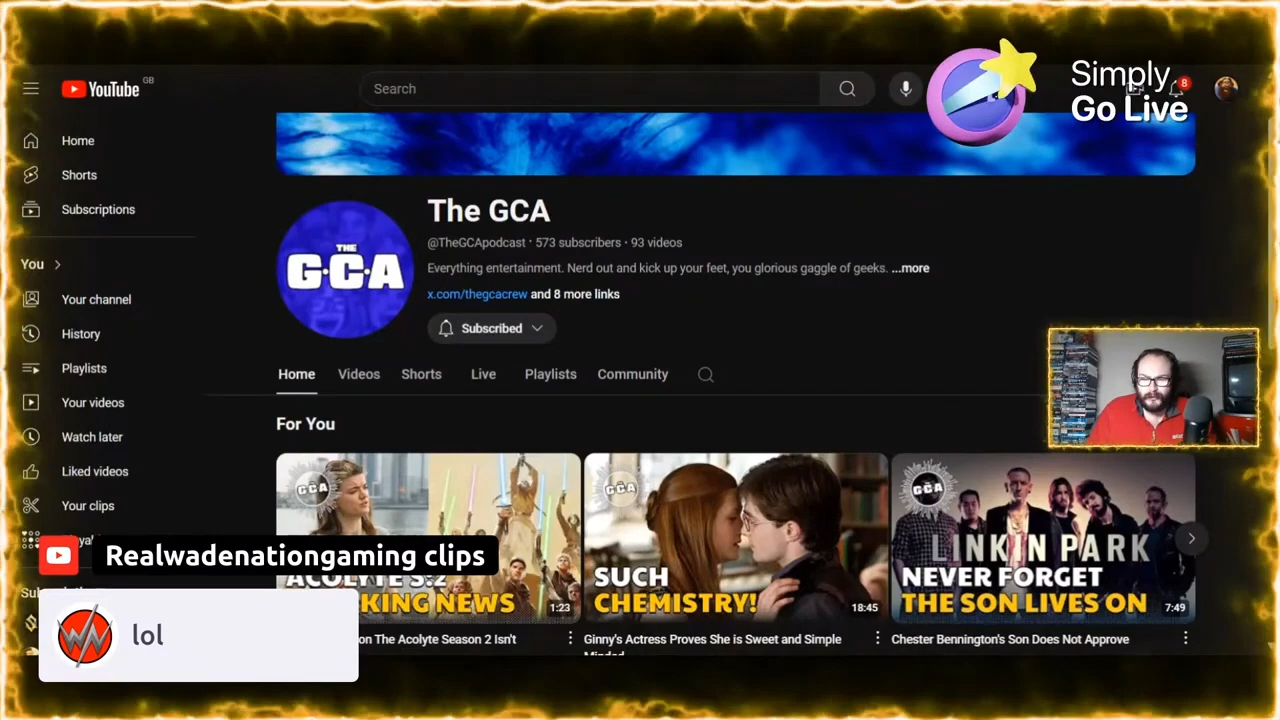 YouTube GB
Search
Simply
Go Live
8
Home
Shorts
Subscriptions
You
Your channel
History
Playlists
Your videos
Watch later
Liked videos
Your clips
THE
G·C·A
The GCA
@TheGCApodcast · 573 subscribers · 93 videos
Everything entertainment. Nerd out and kick up your feet, you glorious gaggle of geeks. ...more
x.com/thegcacrew and 8 more links
Subscribed
Home Videos Shorts Live Playlists Community
For You
GCA
ACOLYTE S:2
NEWS
1:23
on The Acolyte Season 2 Isn't
GCA
SUCH
CHEMISTRY!
18:45
Ginny's Actress Proves She is Sweet and Simple
Minded
GCA
LINKIN PARK
NEVER FORGET
THE SON LIVES ON
7:49
Chester Bennington's Son Does Not Approve
Realwadenationgaming clips
lol